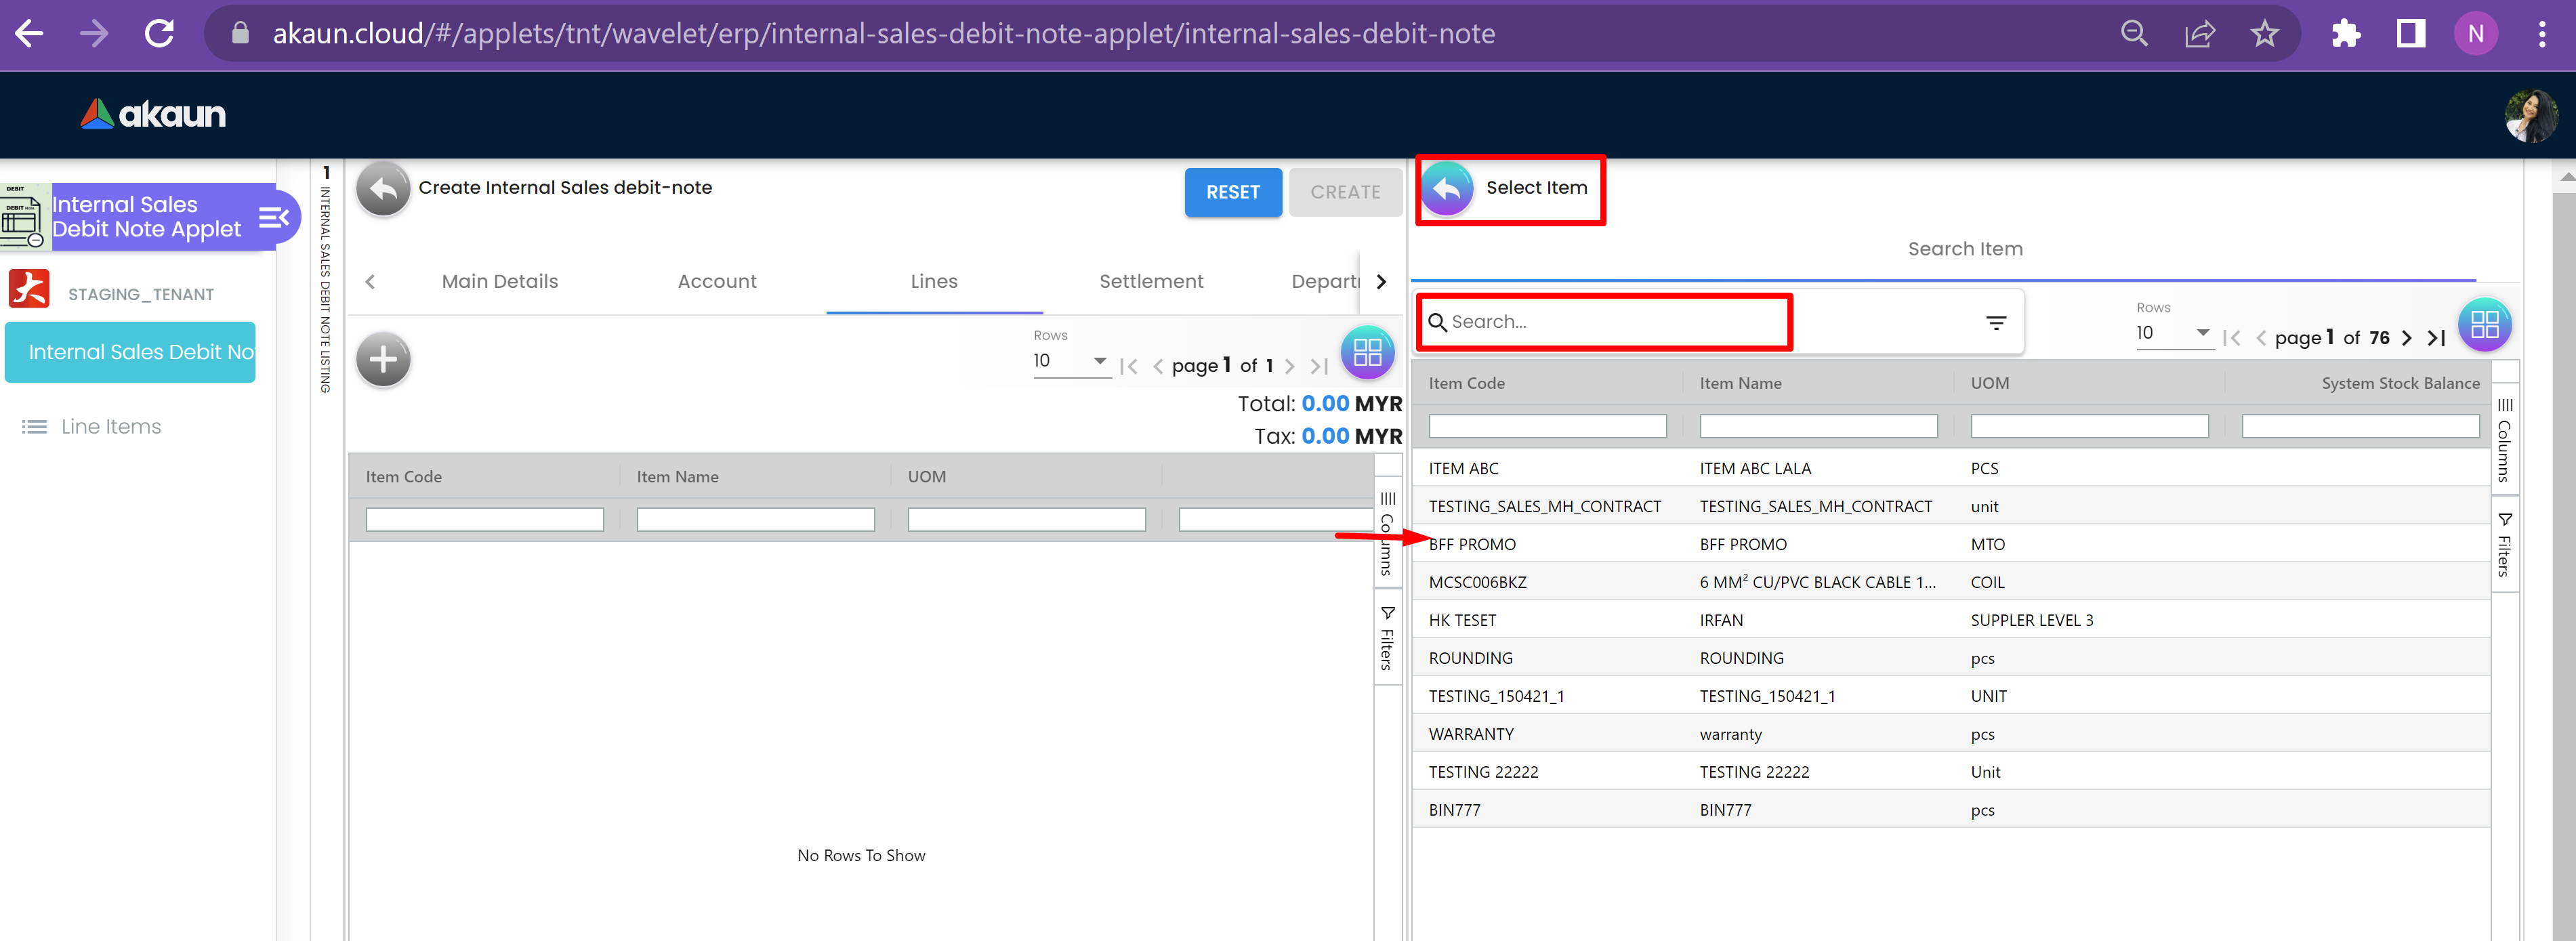 akaun.cloud/#/applets/tnt/wavelet/erp/internal-sales-debit-note-applet/internal-sales-debit-note
N
akaun
DEBIT
DEBIT
Internal Sales
Debit Note Applet
STAGING_TENANT
Internal Sales Debit No
Line Items
1
INTERNAL SALES DEBIT NOTE LISTING
Create Internal Sales debit-note
RESET
CREATE
Main Details
Account
Lines
Settlement
Departr
Rows
10
page 1 of 1
Total: 0.00 MYR
Tax: 0.00 MYR
Item Code
Item Name
UOM
Columns
Filters
No Rows To Show
Select Item
Search Item
Search...
Rows
10
page 1 of 76
Item Code Item Name UOM System Stock Balance
ITEM ABC ITEM ABC LALA PCS
TESTING_SALES_MH_CONTRACT TESTING_SALES_MH_CONTRACT unit
BFF PROMO BFF PROMO MTO
MCSC006BKZ 6 MM² CU/PVC BLACK CABLE 1... COIL
HK TESET IRFAN SUPPLER LEVEL 3
ROUNDING ROUNDING pcs
TESTING_150421_1 TESTING_150421_1 UNIT
WARRANTY warranty pcs
TESTING 22222 TESTING 22222 Unit
BIN777 BIN777 pcs
Columns
Filters